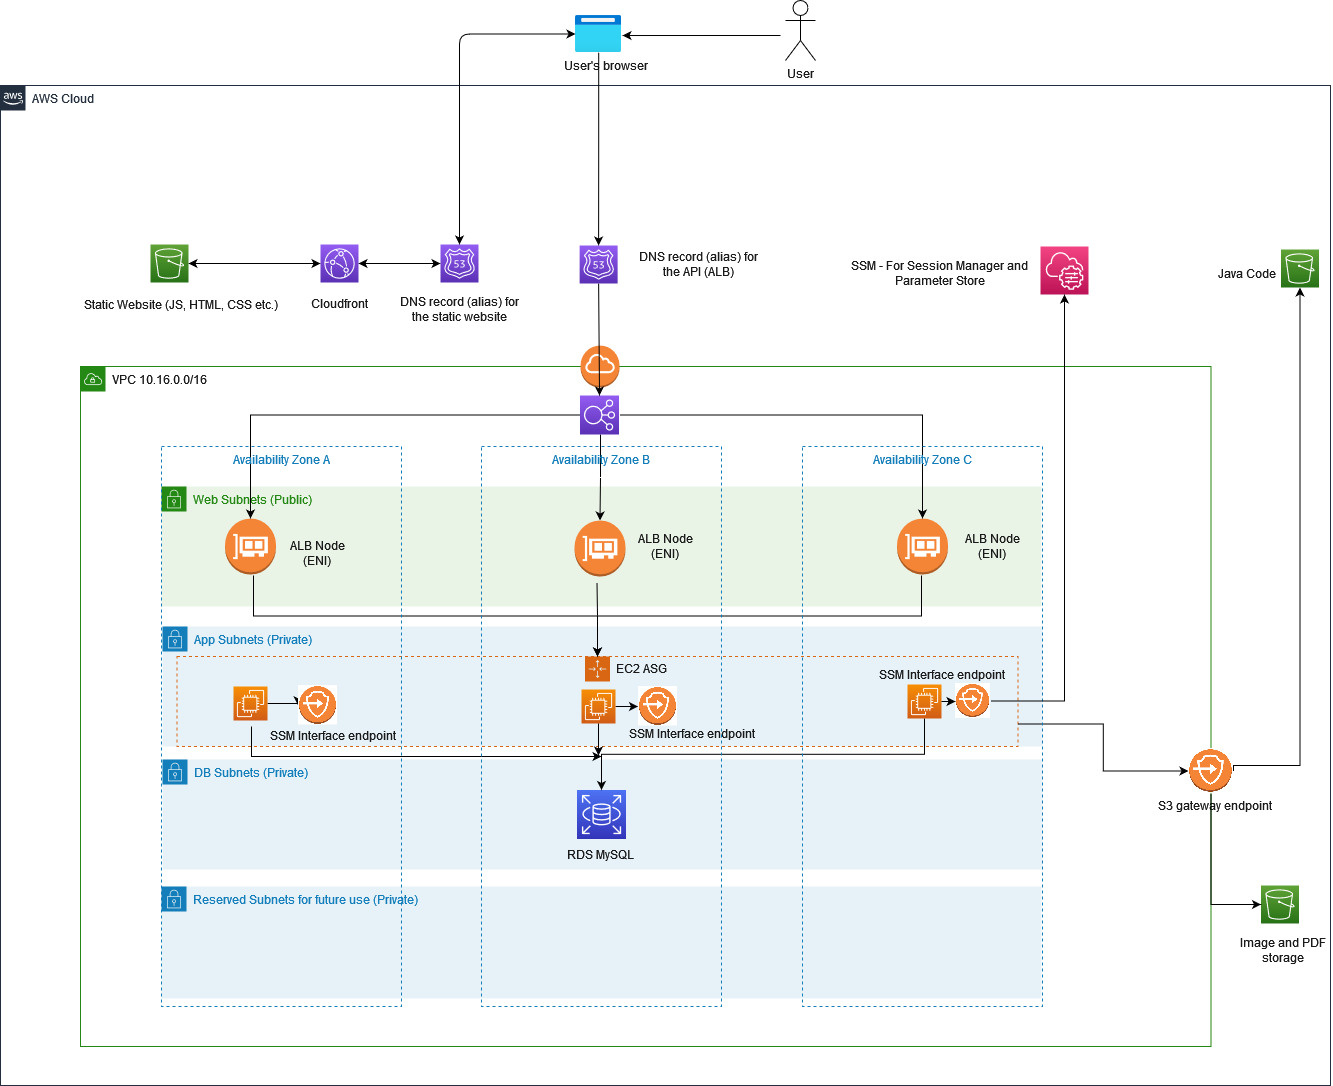 User's browser
User
aws
AWS Cloud
53
53
DNS record (alias) for
the API (ALB)
SSM - For Session Manager and
Parameter Store
Java Code
Static Website (JS, HTML, CSS etc.)
Cloudfront
DNS record (alias) for
the static website
VPC 10.16.0.0/16
Availability Zone A
Availability Zone B
Availability Zone C
Web Subnets (Public)
ALB Node
(ENI)
ALB Node
(ENI)
ALB Node
(ENI)
App Subnets (Private)
EC2 ASG
SSM Interface endpoint
SSM Interface endpoint
SSM Interface endpoint
DB Subnets (Private)
S3 gateway endpoint
RDS MySQL
Reserved Subnets for future use (Private)
Image and PDF
storage